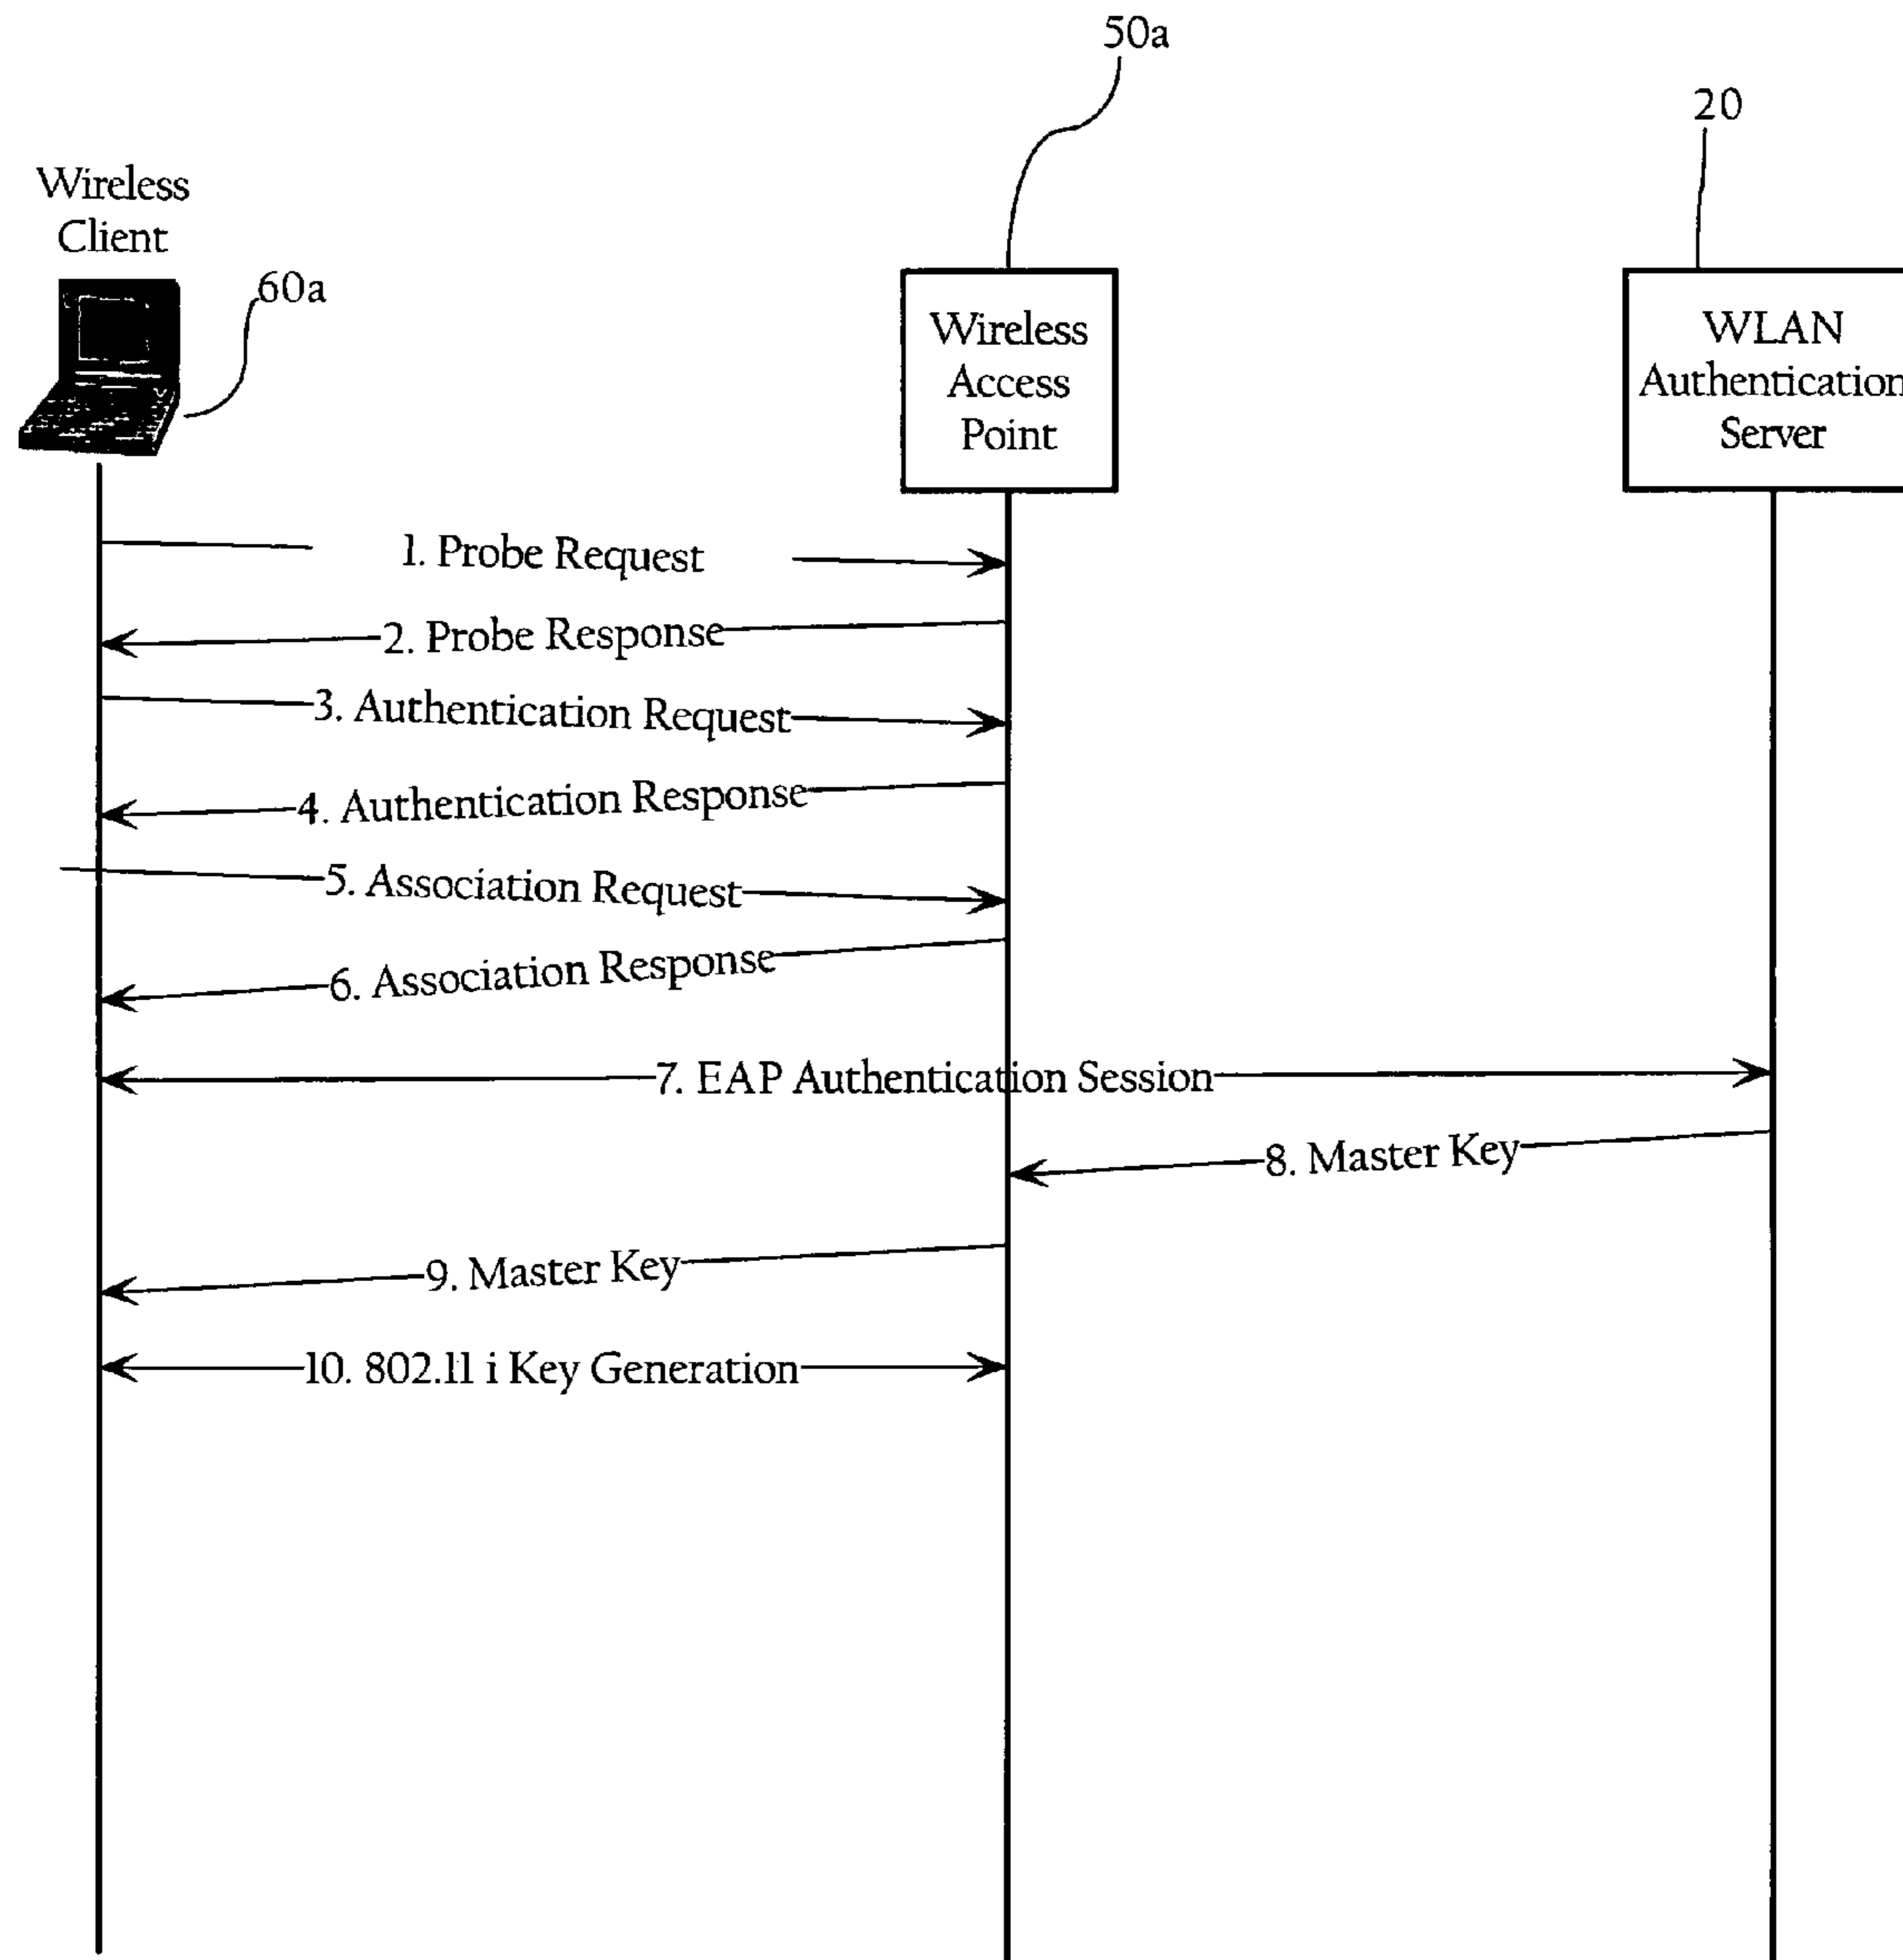 50a
20
Wireless
Client
60a
Wireless
Access
Point
WLAN
Authentication
Server
1. Probe Request
2. Probe Response
3. Authentication Request
4. Authentication Response
5. Association Request
6. Association Response
7. EAP Authentication Session
8. Master Key
9. Master Key
10. 802.11 i Key Generation